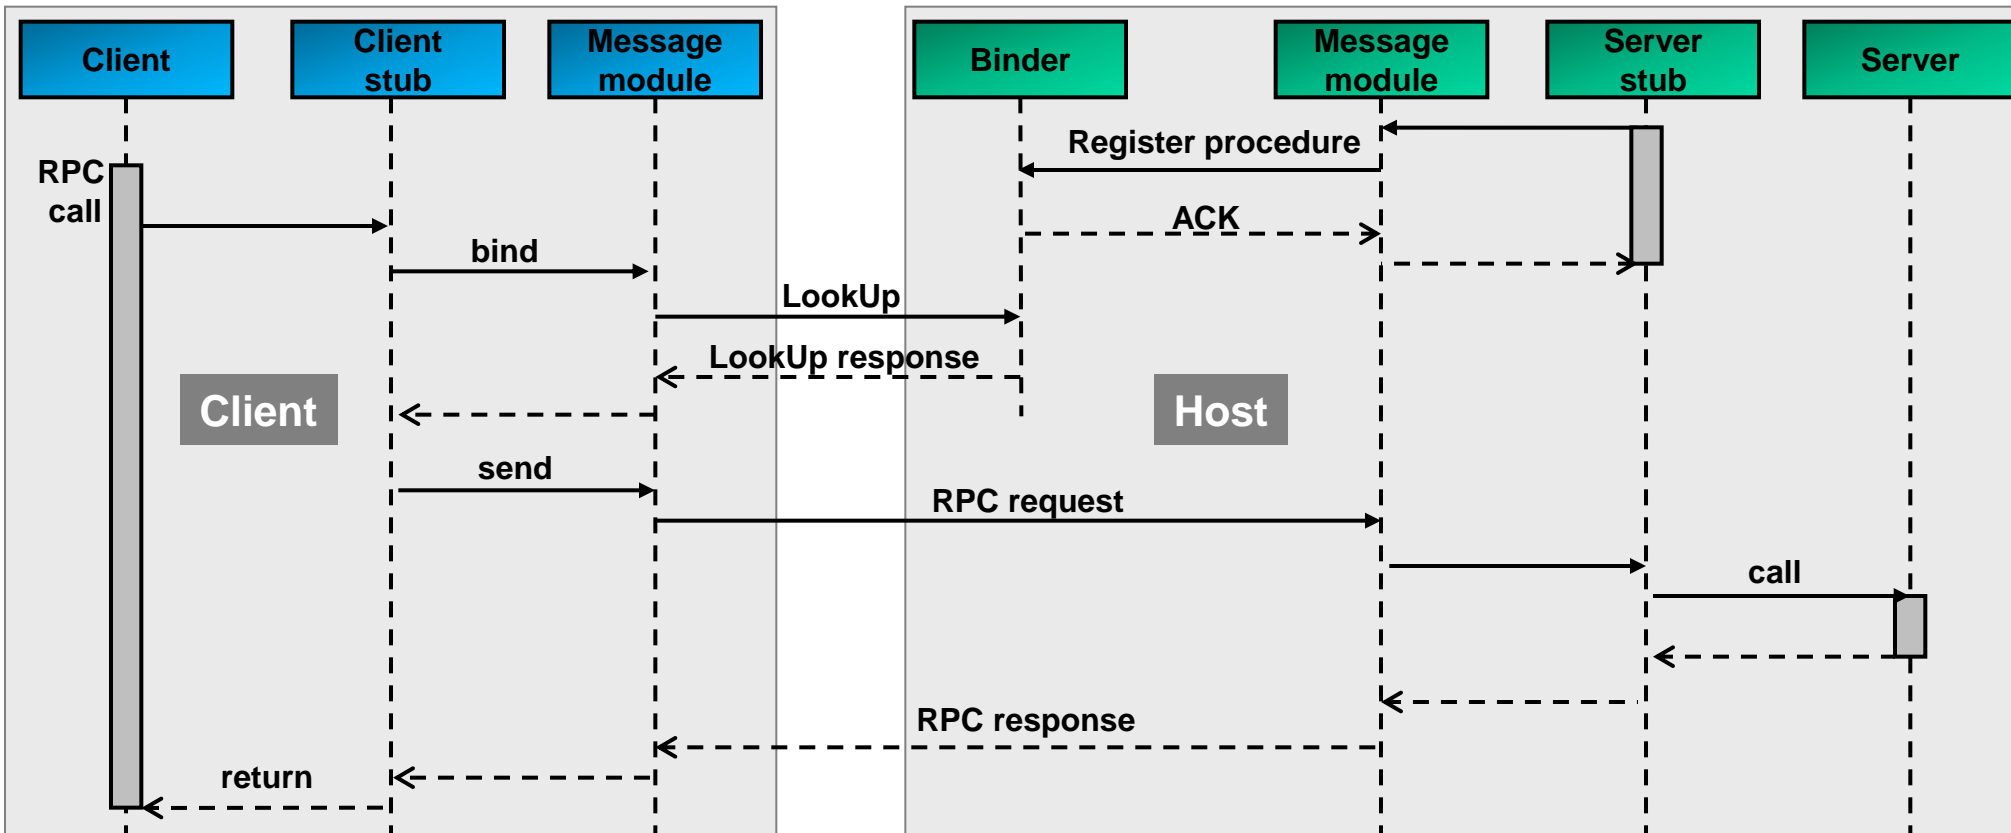 Client
Client
stub
Message
module
Binder
Message
module
Server
stub
Server
Register procedure
RPC
call
ACK
bind
LookUp
LookUp response
Client
Host
send
RPC request
call
RPC response
return